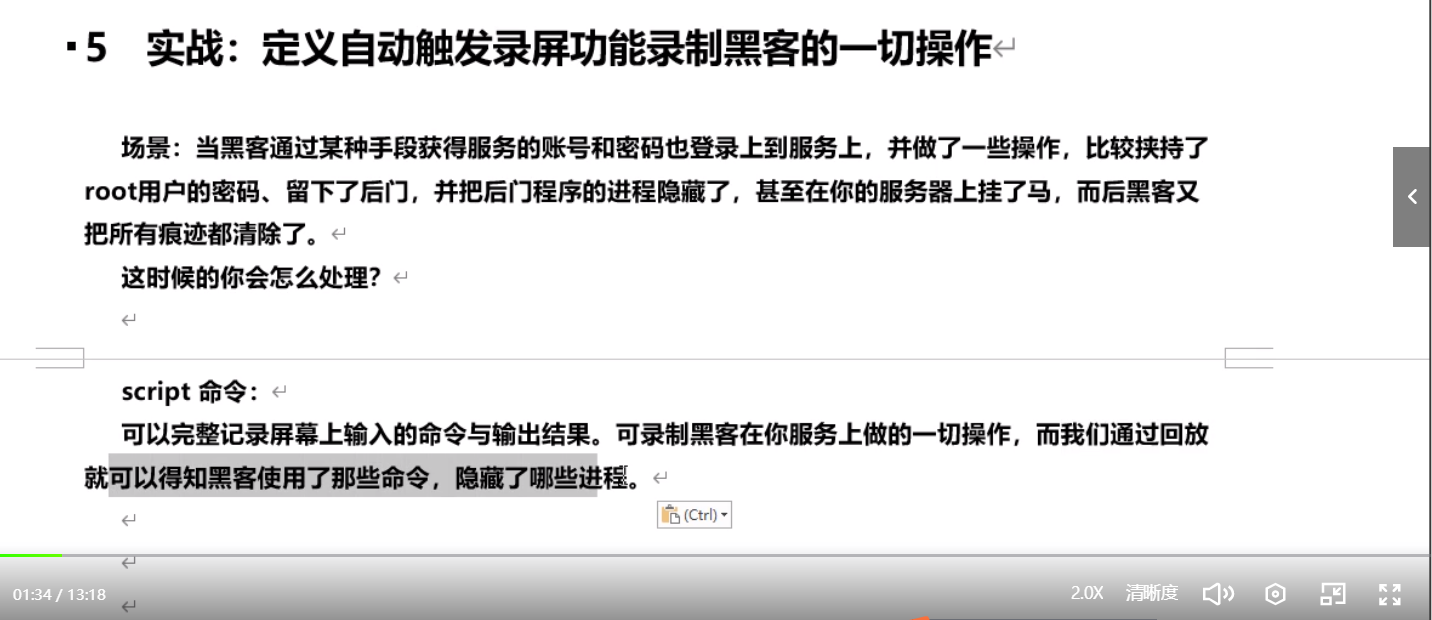 ▪5 实战：定义自动触发录屏功能录制黑客的一切操作↵
场景：当黑客通过某种手段获得服务的账号和密码也登录上到服务上，并做了一些操作，比较挟持了
root用户的密码、留下了后门，并把后门程序的进程隐藏了，甚至在你的服务器上挂了马，而后黑客又
把所有痕迹都清除了。↵
这时候的你会怎么处理？↵
script 命令：↵
可以完整记录屏幕上输入的命令与输出结果。可录制黑客在你服务上做的一切操作，而我们通过回放
就可以得知黑客使用了那些命令，隐藏了哪些进程。↵
(Ctrl)
01:34 / 13:18
2.0X 清晰度